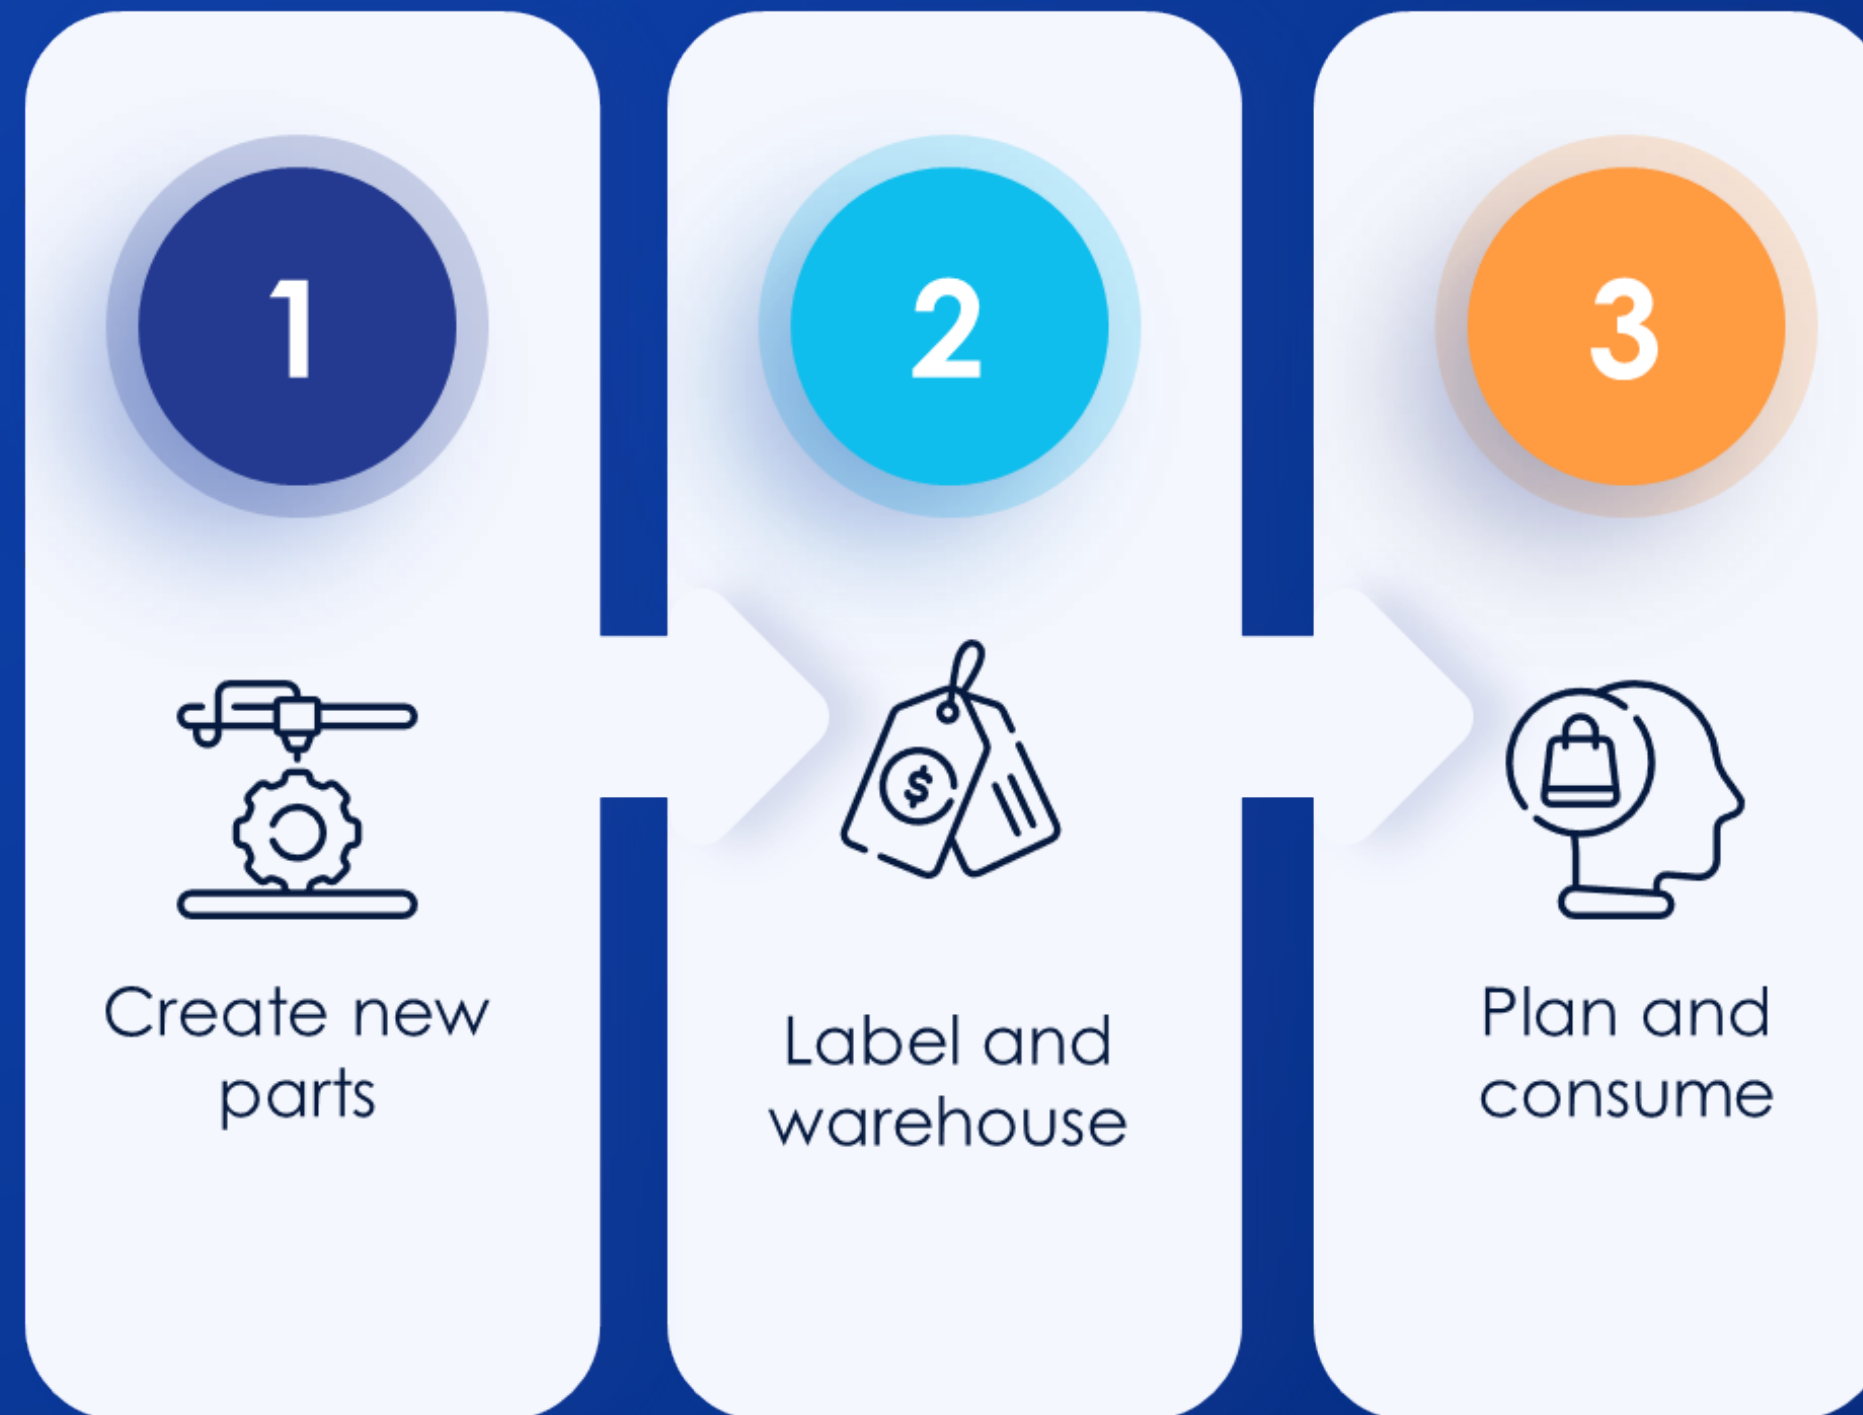 1
Create new
parts
2
$
Label and
warehouse
3
Plan and
consume